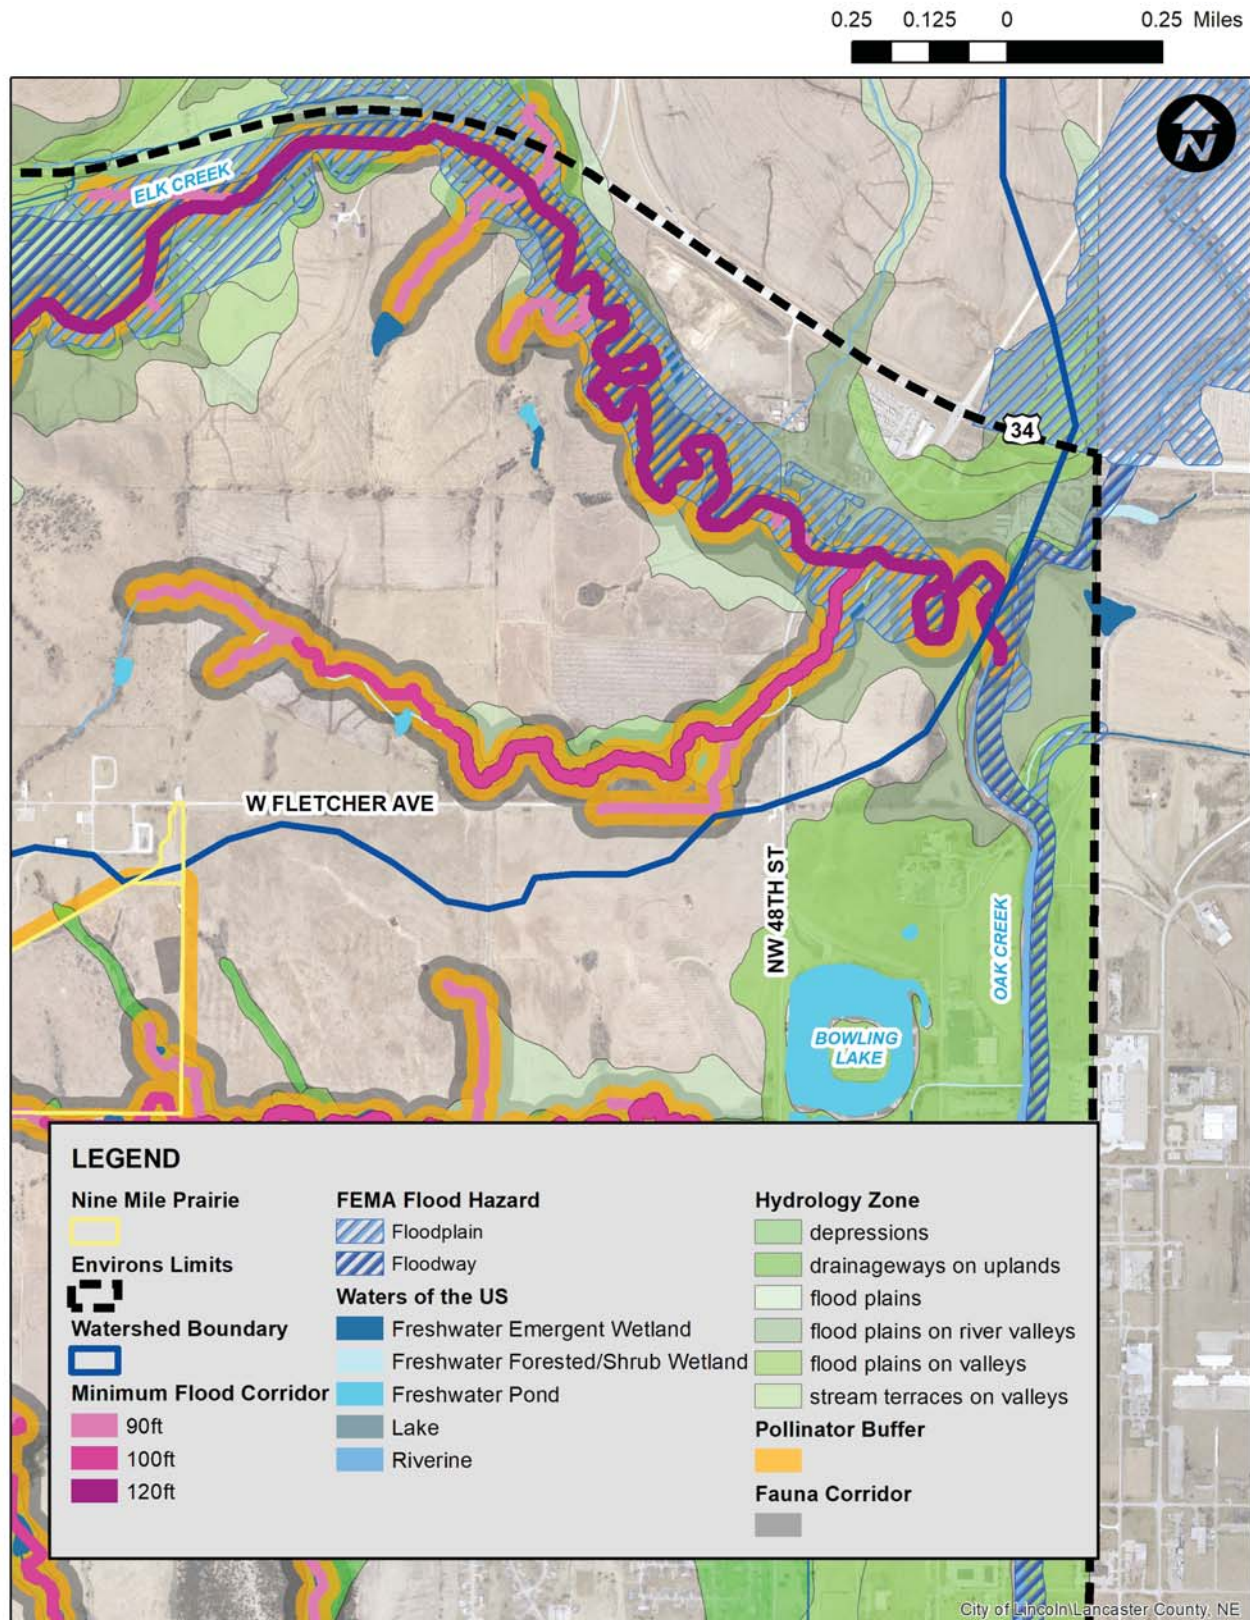 0.25 0.125 0 0.25 Miles
N
ELK CREEK
34
W FLETCHER AVE
NW 48TH ST
OAK CREEK
BOWLING
LAKE
LEGEND
Nine Mile Prairie
Environs Limits
Watershed Boundary
Minimum Flood Corridor
90ft
100ft
120ft
FEMA Flood Hazard
Floodplain
Floodway
Waters of the US
Freshwater Emergent Wetland
Freshwater Forested/Shrub Wetland
Freshwater Pond
Lake
Riverine
Hydrology Zone
depressions
drainageways on uplands
flood plains
flood plains on river valleys
flood plains on valleys
stream terraces on valleys
Pollinator Buffer
Fauna Corridor
City of Lincoln\Lancaster County, NE